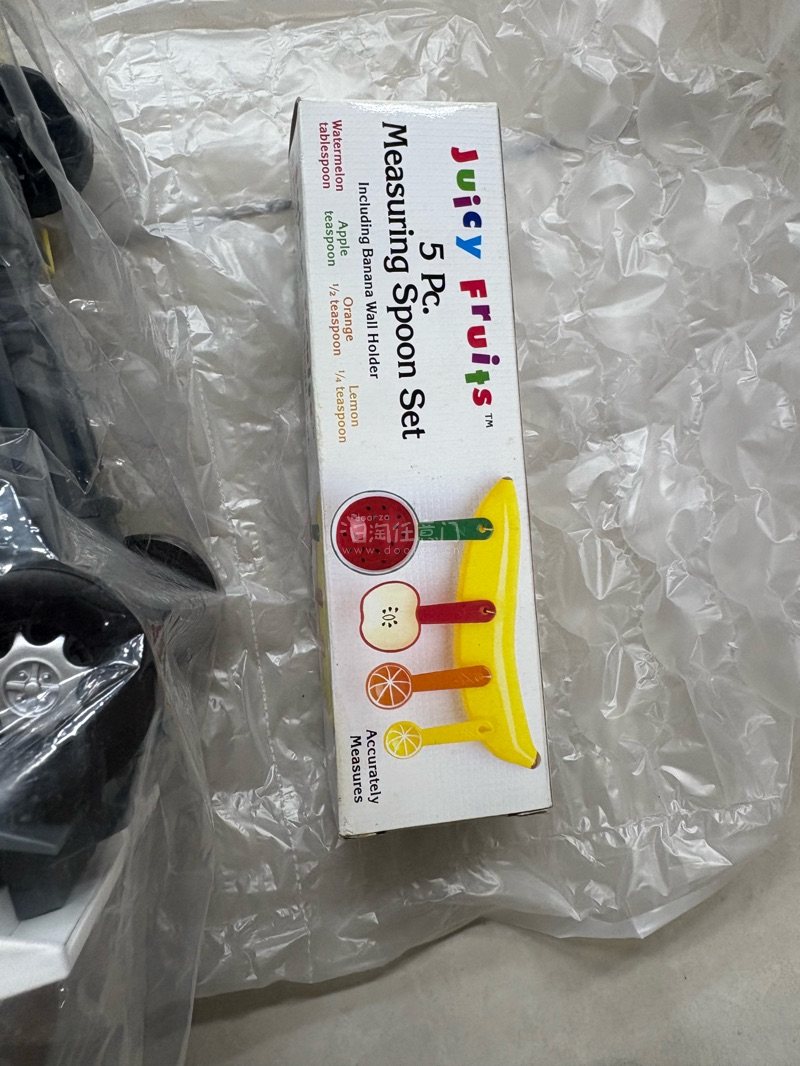 Juicy Fruits™
5 Pc.
Measuring Spoon Set
Including Banana Wall Holder
Watermelon
tablespoon
Apple
teaspoon
Orange
1/2 teaspoon
Lemon
1/4 teaspoon
Accurately
Measures